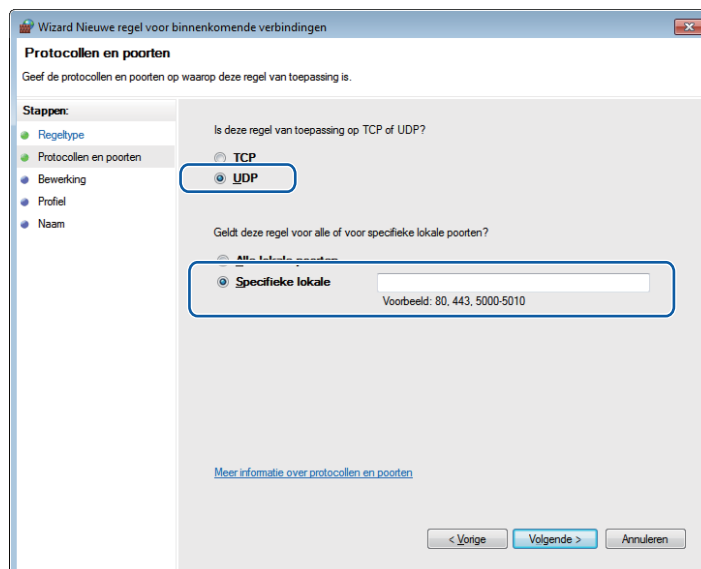 Wizard Nieuwe regel voor binnenkomende verbindingen
Protocollen en poorten
Geef de protocollen en poorten op waarop deze regel van toepassing is.
Stappen:
Regeltype
Protocollen en poorten
Bewerking
Profiel
Naam
Is deze regel van toepassing op TCP of UDP?
TCP
UDP
Geldt deze regel voor alle of voor specifieke lokale poorten?
Alle lokale poorten
Specifieke lokale
Voorbeeld: 80, 443, 5000-5010
Meer informatie over protocollen en poorten
< Vorige
Volgende >
Annuleren